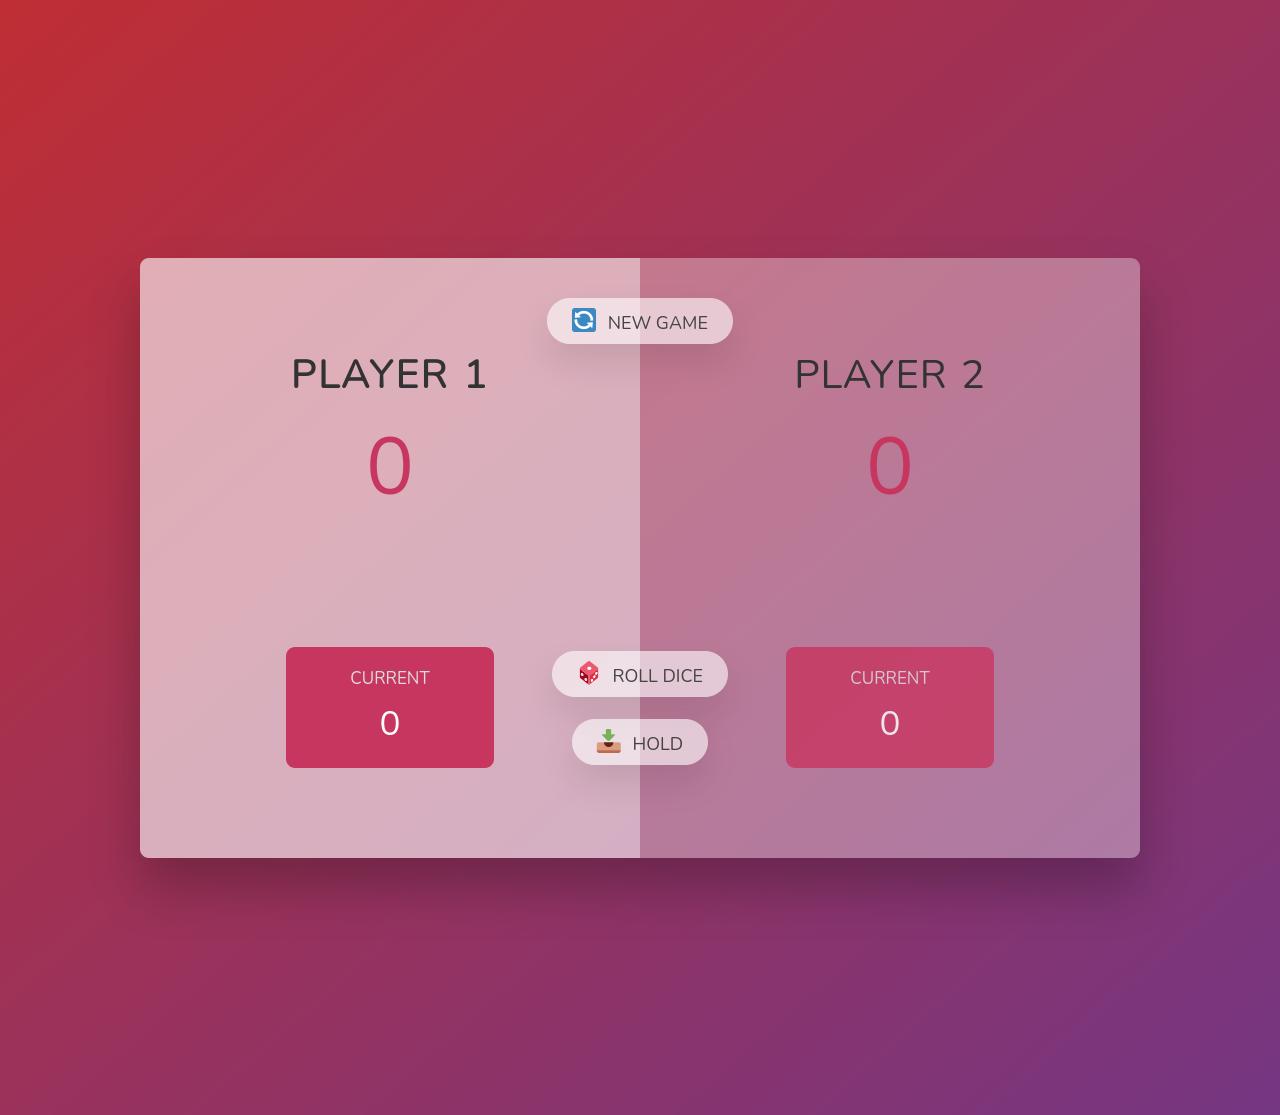 NEW GAME
PLAYER 1
0
CURRENT
0
PLAYER 2
0
CURRENT
0
ROLL DICE
HOLD